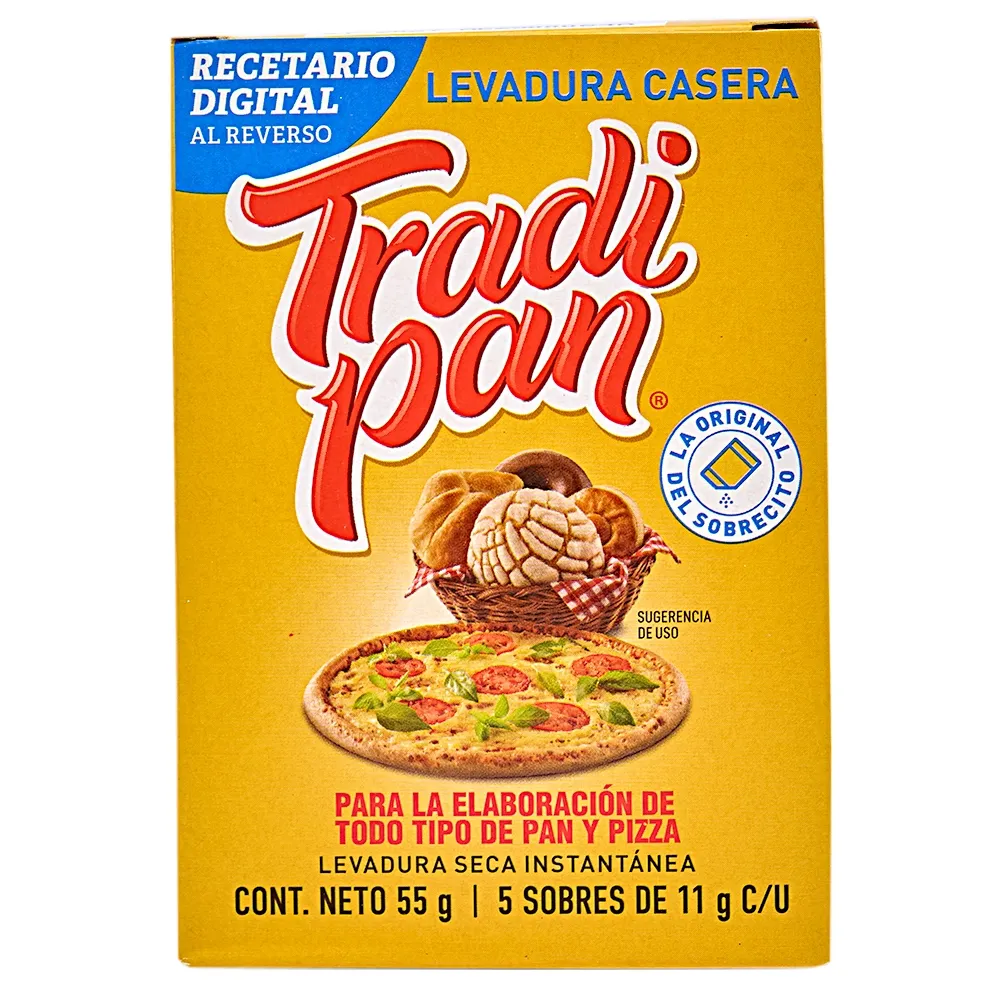 RECETARIO
DIGITAL
AL REVERSO
LEVADURA CASERA
Tradi
pan
®
LA ORIGINAL
DEL SOBRECITO
SUGERENCIA
DE USO
PARA LA ELABORACIÓN DE
TODO TIPO DE PAN Y PIZZA
LEVADURA SECA INSTANTÁNEA
CONT. NETO 55 g | 5 SOBRES DE 11 g C/U